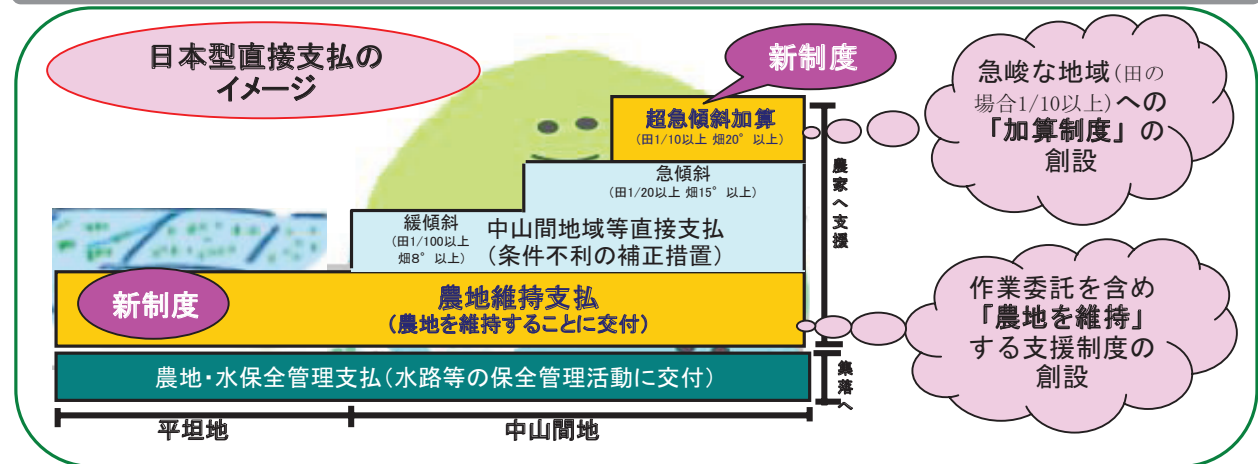 日本型直接支払の
イメージ
新制度
急峻な地域(田の
場合1/10以上)への
「加算制度」の
創設
超急傾斜加算
(田1/10以上 畑20°以上)
急傾斜
(田1/20以上 畑15°以上)
緩傾斜
(田1/100以上
畑8°以上)
中山間地域等直接支払
(条件不利の補正措置)
農家へ支援
新制度
農地維持支払
(農地を維持することに交付)
作業委託を含め
「農地を維持」
する支援制度の
創設
農地・水保全管理支払(水路等の保全管理活動に交付)
集落へ
平坦地
中山間地